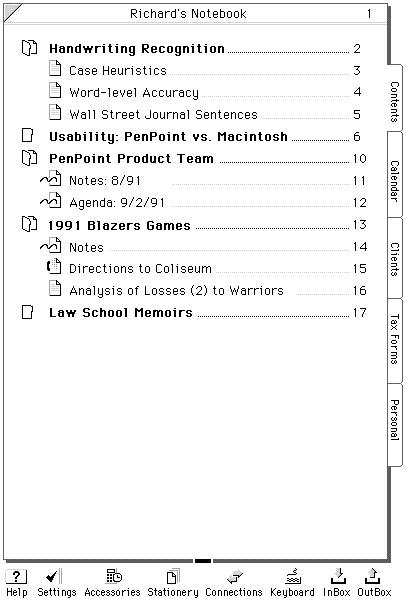 Richard's Notebook 1
Handwriting Recognition 2
Case Heuristics 3
Word-level Accuracy 4
Wall Street Journal Sentences 5
Usability: PenPoint vs. Macintosh 6
PenPoint Product Team 10
Notes: 8/91 11
Agenda: 9/2/91 12
1991 Blazers Games 13
Notes 14
Directions to Coliseum 15
Analysis of Losses (2) to Warriors 16
Law School Memoirs 17
Contents
Calendar
Clients
Tax Forms
Personal
?
Help Settings Accessories Stationery Connections Keyboard InBox OutBox